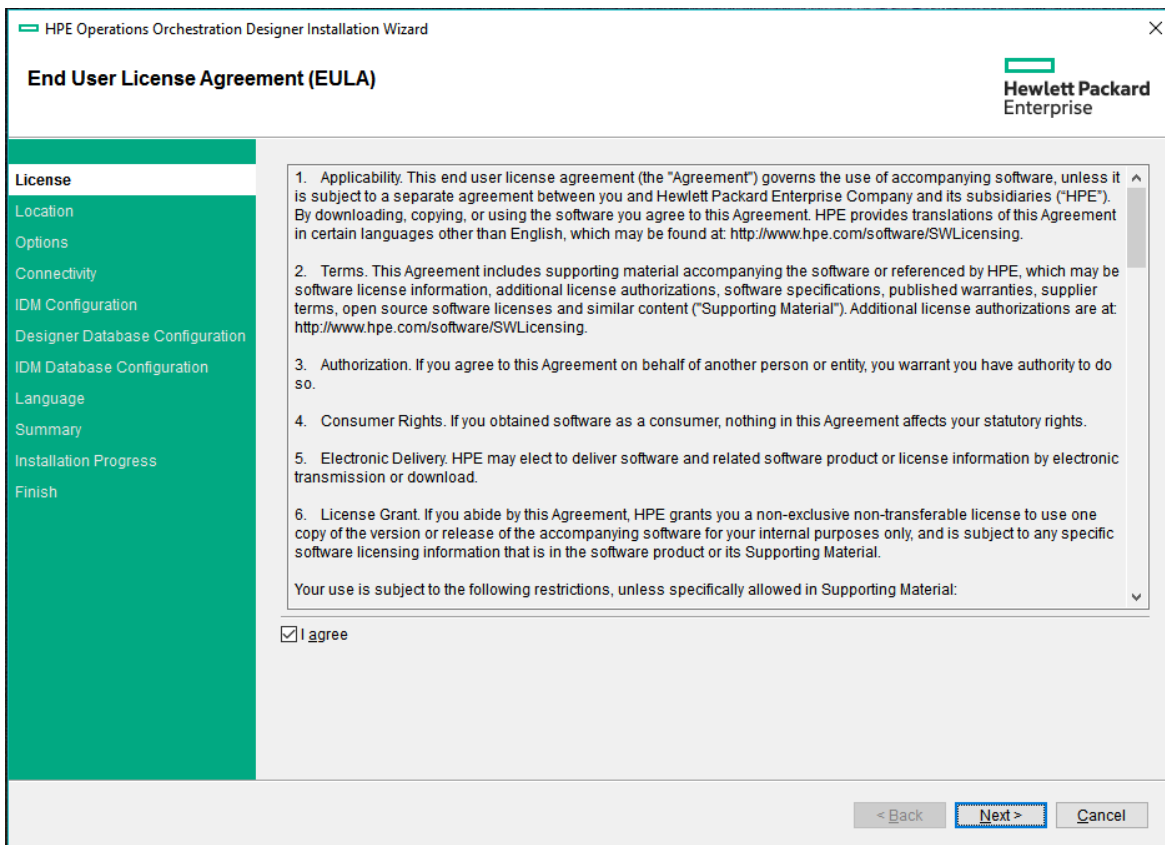 HPE Operations Orchestration Designer Installation Wizard
End User License Agreement (EULA)
Hewlett Packard
Enterprise
License
Location
Options
Connectivity
IDM Configuration
Designer Database Configuration
IDM Database Configuration
Language
Summary
Installation Progress
Finish
1. Applicability. This end user license agreement (the "Agreement") governs the use of accompanying software, unless it
is subject to a separate agreement between you and Hewlett Packard Enterprise Company and its subsidiaries (“HPE”).
By downloading, copying, or using the software you agree to this Agreement. HPE provides translations of this Agreement
in certain languages other than English, which may be found at: http://www.hpe.com/software/SWLicensing.
2. Terms. This Agreement includes supporting material accompanying the software or referenced by HPE, which may be
software license information, additional license authorizations, software specifications, published warranties, supplier
terms, open source software licenses and similar content ("Supporting Material"). Additional license authorizations are at:
http://www.hpe.com/software/SWLicensing.
3. Authorization. If you agree to this Agreement on behalf of another person or entity, you warrant you have authority to do
so.
4. Consumer Rights. If you obtained software as a consumer, nothing in this Agreement affects your statutory rights.
5. Electronic Delivery. HPE may elect to deliver software and related software product or license information by electronic
transmission or download.
6. License Grant. If you abide by this Agreement, HPE grants you a non-exclusive non-transferable license to use one
copy of the version or release of the accompanying software for your internal purposes only, and is subject to any specific
software licensing information that is in the software product or its Supporting Material.
Your use is subject to the following restrictions, unless specifically allowed in Supporting Material:
I agree
< Back
Next >
Cancel